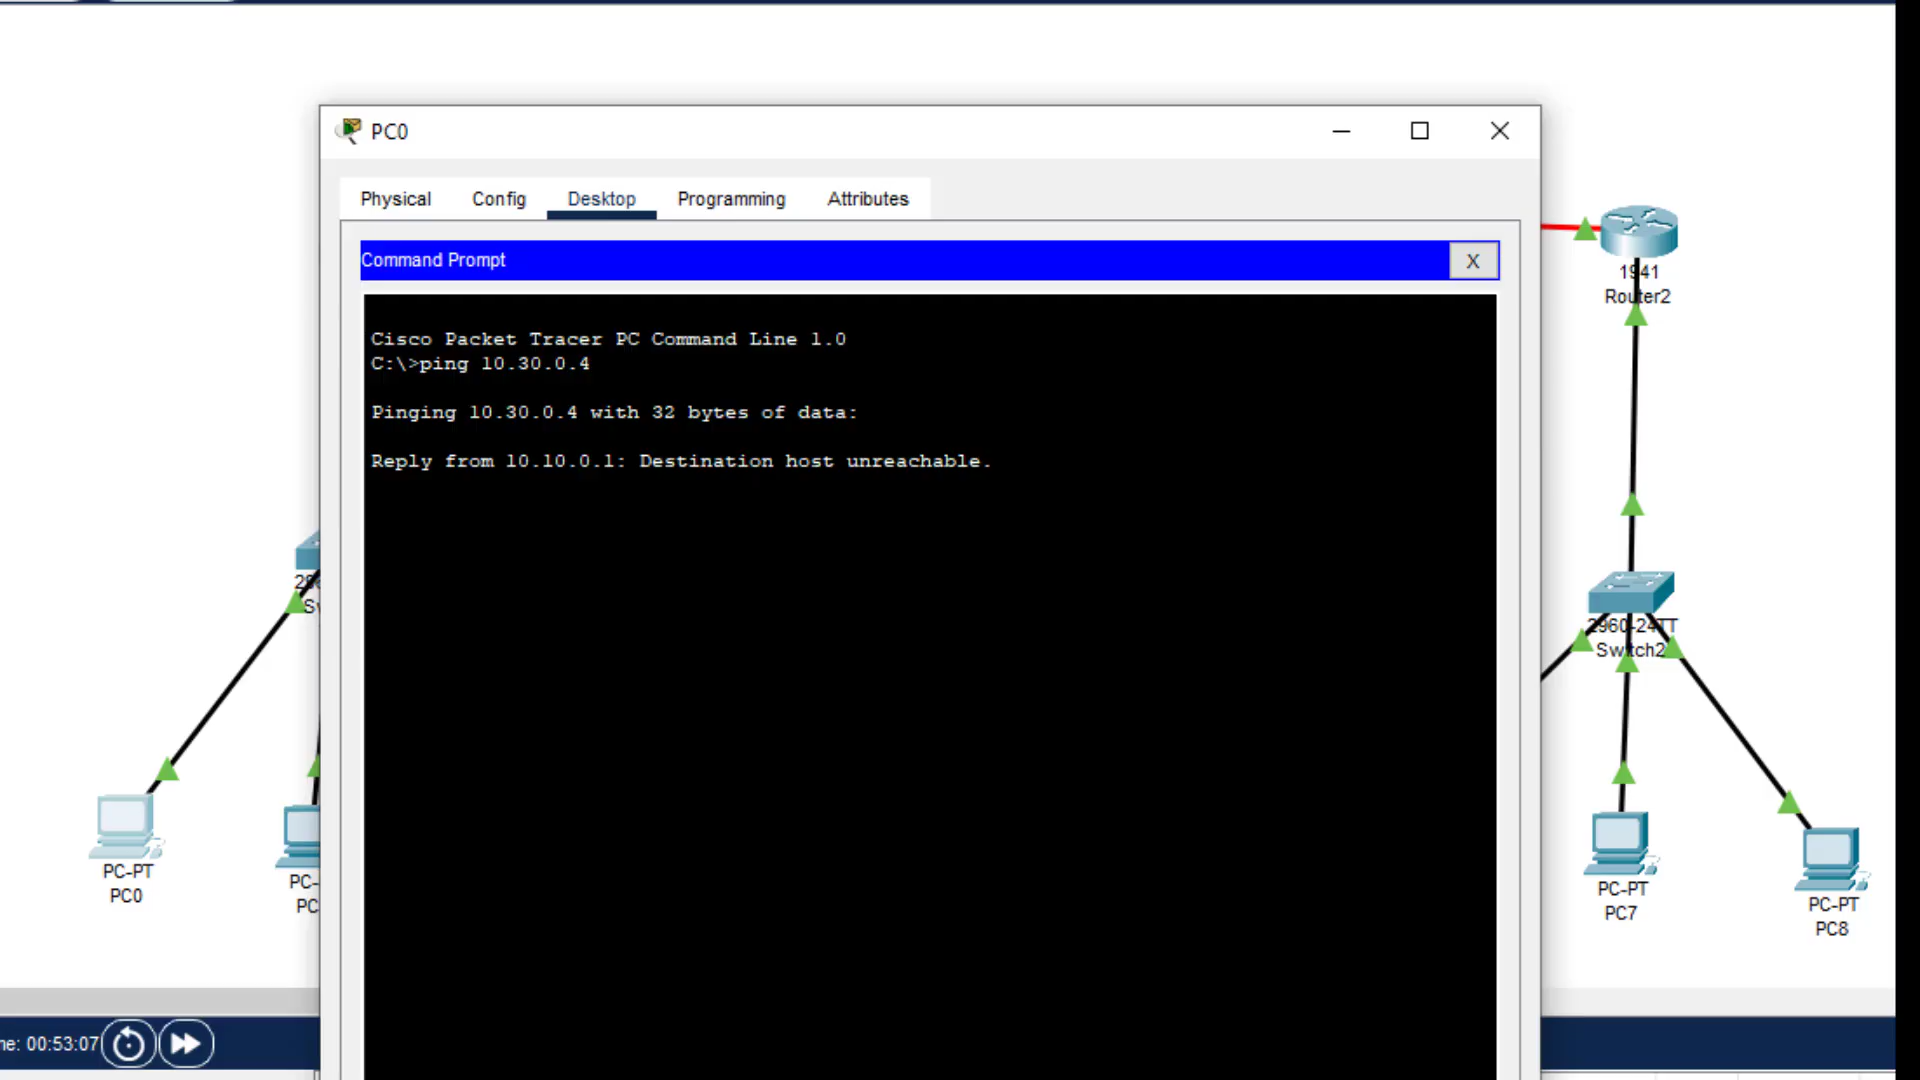 PC0
Physical Config Desktop Programming Attributes
Command Prompt X
Cisco Packet Tracer PC Command Line 1.0
C:\>ping 10.30.0.4
Pinging 10.30.0.4 with 32 bytes of data:
Reply from 10.10.0.1: Destination host unreachable.
1941
Router2
2960-24TT
Switch2
PC-PT
PC0
PC-
PC
PC-PT
PC7
PC-PT
PC8
me: 00:53:07